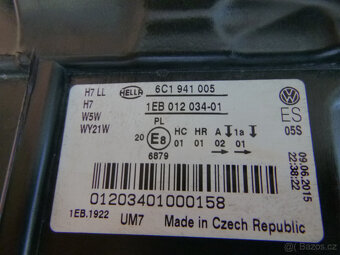 H7 LL
H7
W5W
WY21W
HELLA
6C1 941 005
1EB 012 034-01
PL
20 E8
6879
HC HR A 1a
01 01 02 01
ES
05S
09.06.2015
22:38:22
01203401000158
1EB.1922 UM7 Made in Czech Republic
Bazoš.cz